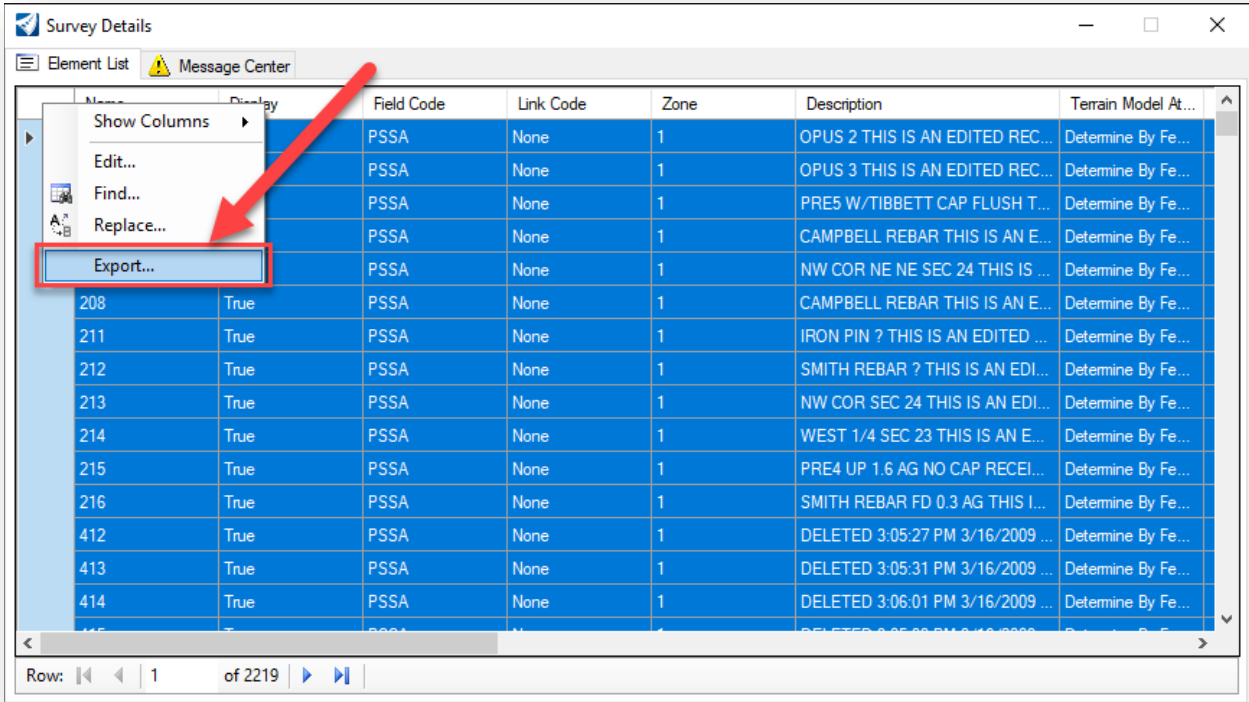 Survey Details
Element List Message Center
Name Display Field Code Link Code Zone Description Terrain Model At...
Show Columns
Edit...
Find...
Replace...
Export...
PSSA None 1 OPUS 2 THIS IS AN EDITED REC... Determine By Fe...
PSSA None 1 OPUS 3 THIS IS AN EDITED REC... Determine By Fe...
PSSA None 1 PRE5 W/TIBBETT CAP FLUSH T... Determine By Fe...
PSSA None 1 CAMPBELL REBAR THIS IS AN E... Determine By Fe...
PSSA None 1 NW COR NE NE SEC 24 THIS IS ... Determine By Fe...
208 True PSSA None 1 CAMPBELL REBAR THIS IS AN E... Determine By Fe...
211 True PSSA None 1 IRON PIN ? THIS IS AN EDITED ... Determine By Fe...
212 True PSSA None 1 SMITH REBAR ? THIS IS AN EDI... Determine By Fe...
213 True PSSA None 1 NW COR SEC 24 THIS IS AN EDI... Determine By Fe...
214 True PSSA None 1 WEST 1/4 SEC 23 THIS IS AN E... Determine By Fe...
215 True PSSA None 1 PRE4 UP 1.6 AG NO CAP RECEI... Determine By Fe...
216 True PSSA None 1 SMITH REBAR FD 0.3 AG THIS I... Determine By Fe...
412 True PSSA None 1 DELETED 3:05:27 PM 3/16/2009 ... Determine By Fe...
413 True PSSA None 1 DELETED 3:05:31 PM 3/16/2009 ... Determine By Fe...
414 True PSSA None 1 DELETED 3:06:01 PM 3/16/2009 ... Determine By Fe...
Row: 1 of 2219